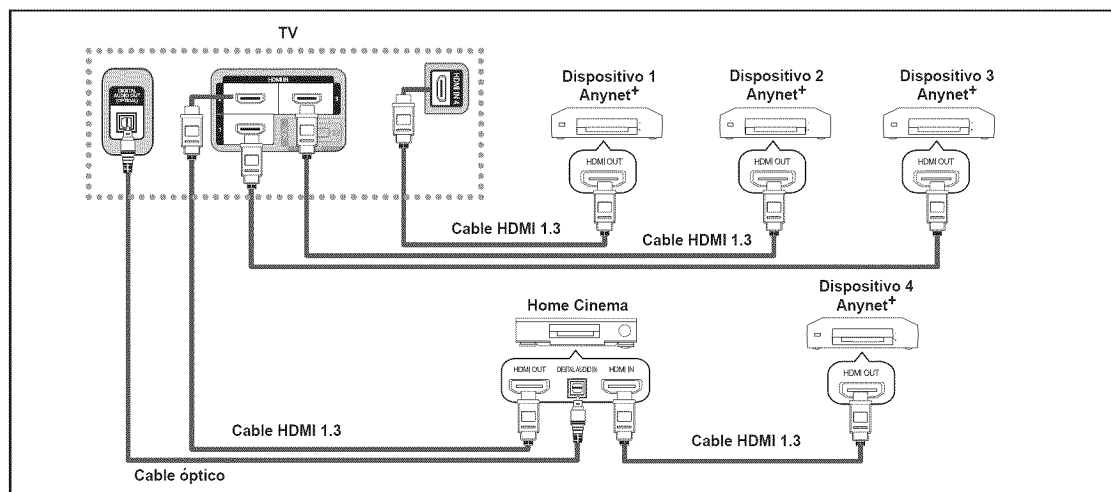 TV
DIGITAL
AUDIO OUT
(OPTICAL)
HDMI IN
1
HDMI IN 4
Dispositivo 1
Anynet+
Dispositivo 2
Anynet+
Dispositivo 3
Anynet+
HDMI OUT
HDMI OUT
HDMI OUT
Cable HDMI 1.3
Cable HDMI 1.3
Home Cinema
Dispositivo 4
Anynet+
HDMI OUT
DIGITAL AUDIO IN
HDMI IN
HDMI OUT
Cable HDMI 1.3
Cable HDMI 1.3
Cable óptico